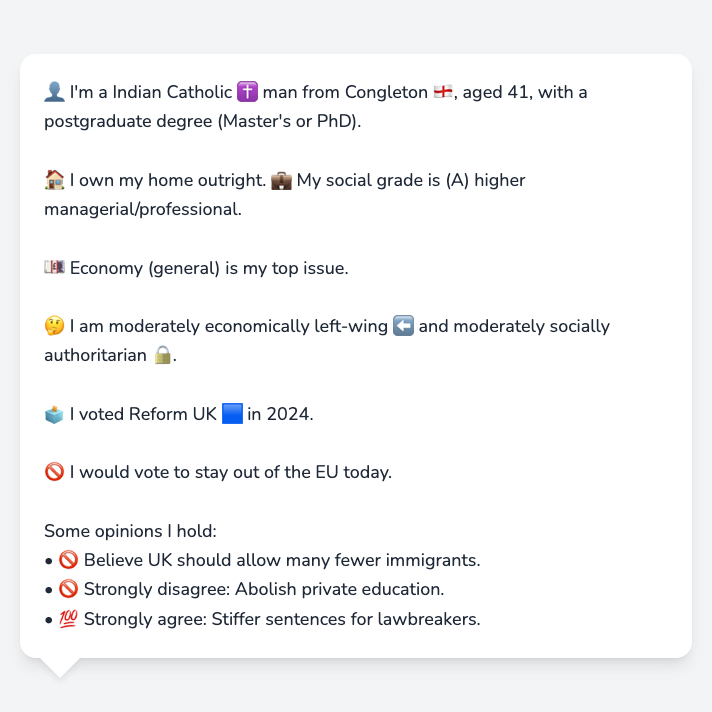 👤 I'm a Indian Catholic ✝️ man from Congleton 🏴󠁧󠁢󠁥󠁮󠁧󠁿, aged 41, with a
postgraduate degree (Master's or PhD).
🏠 I own my home outright. 💼 My social grade is (A) higher
managerial/professional.
💷 Economy (general) is my top issue.
🤔 I am moderately economically left-wing ⬅️ and moderately socially
authoritarian 🔒.
🗳️ I voted Reform UK 🟦 in 2024.
🚫 I would vote to stay out of the EU today.
Some opinions I hold:
• 🚫 Believe UK should allow many fewer immigrants.
• 🚫 Strongly disagree: Abolish private education.
• 💯 Strongly agree: Stiffer sentences for lawbreakers.